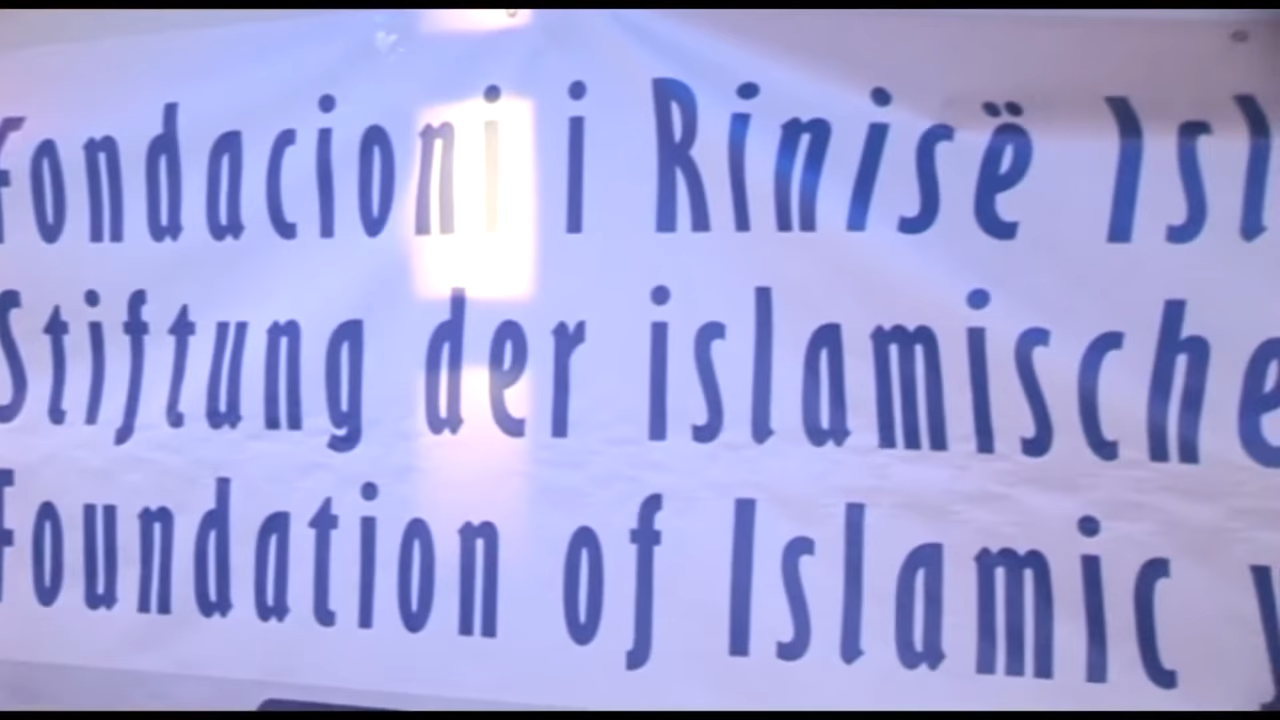 Fondacioni i Rinisë Isl
Stiftung der islamische
Foundation of Islamic y